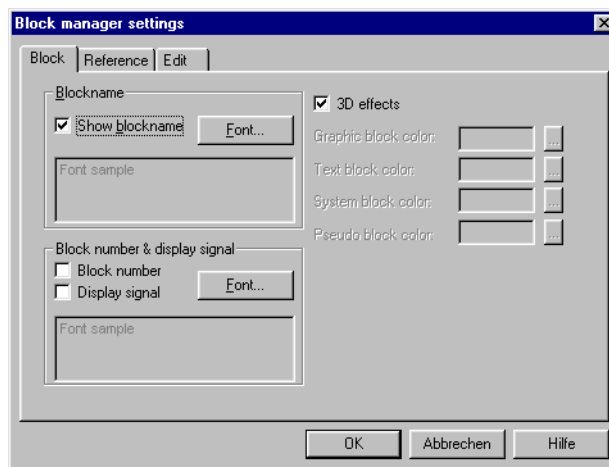 Block manager settings
Block Reference Edit
Blockname
Show blockname
Font...
Font sample
Block number & display signal
Block number
Display signal
Font...
Font sample
3D effects
Graphic block color:
...
Text block color:
...
System block color:
...
Pseudo block color:
...
OK Abbrechen Hilfe